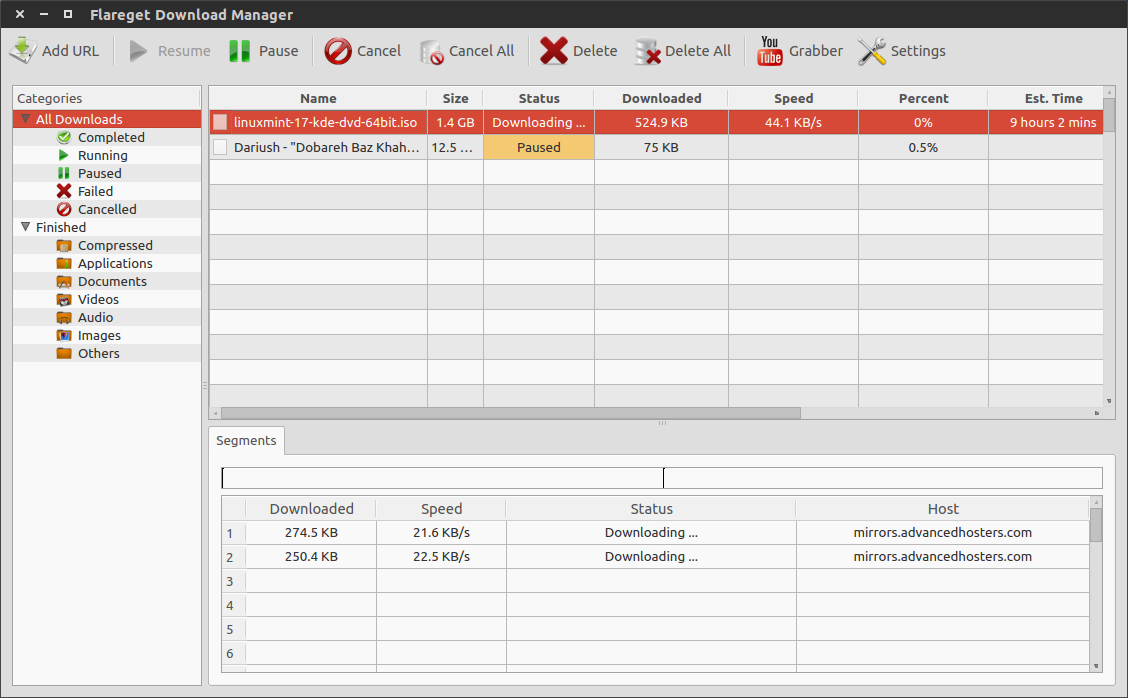 Flareget Download Manager
Add URL Resume Pause Cancel Cancel All Delete Delete All You Tube Grabber Settings
Categories
All Downloads
Completed
Running
Paused
Failed
Cancelled
Finished
Compressed
Applications
Documents
Videos
Audio
Images
Others
Name Size Status Downloaded Speed Percent Est. Time
linuxmint-17-kde-dvd-64bit.iso 1.4 GB Downloading ... 524.9 KB 44.1 KB/s 0% 9 hours 2 mins
Dariush - "Dobareh Baz Khah... 12.5 ... Paused 75 KB 0.5%
Segments
Downloaded Speed Status Host
1 274.5 KB 21.6 KB/s Downloading ... mirrors.advancedhosters.com
2 250.4 KB 22.5 KB/s Downloading ... mirrors.advancedhosters.com
3
4
5
6